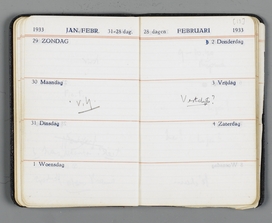 1933 JAN./FEBR. 31=28 dag.
29. ZONDAG
30 Maandag
31 Dinsdag
1 Woensdag
28=dagen FEBRUARI 1933
2 Donderdag
3 Vrijdag
4 Zaterdag